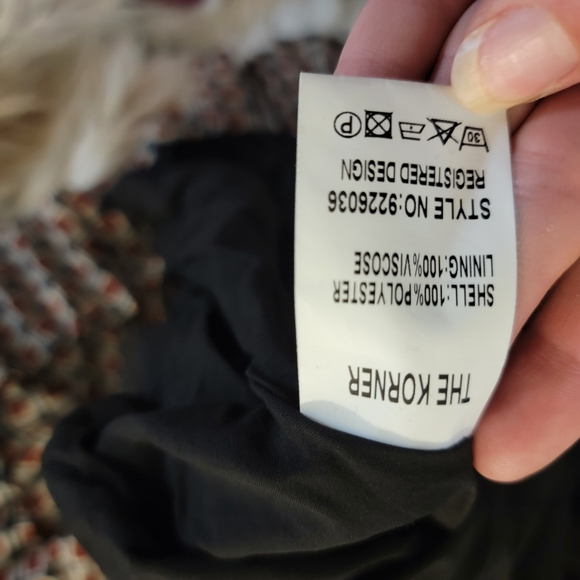 THE KORNER
SHELL:100%POLYESTER
LINING:100%VISCOSE
STYLE NO:9226036
REGISTERED DESIGN
30 P